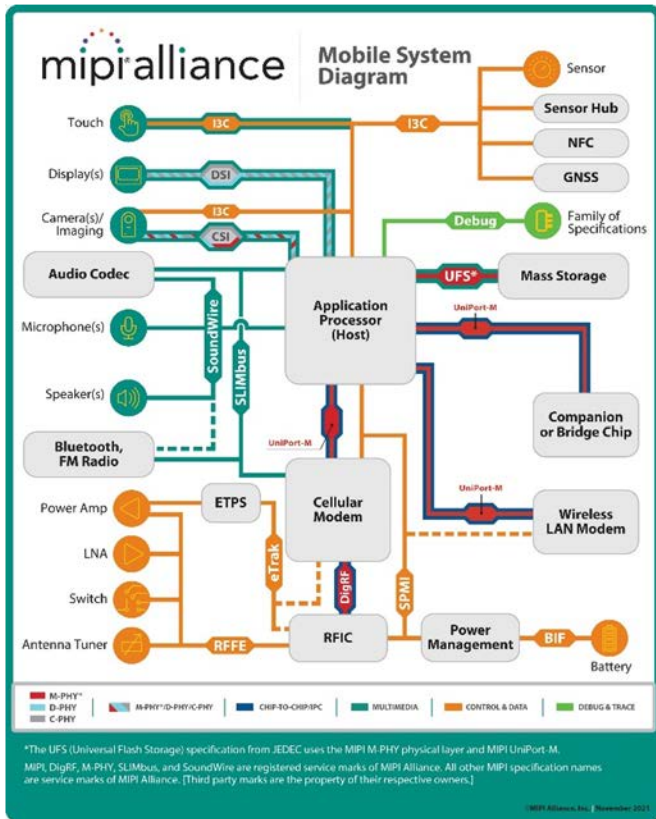 mipi alliance
Mobile System
Diagram
Sensor
Touch
I3C
I3C
Sensor Hub
NFC
Display(s)
DSI
GNSS
Camera(s)/
Imaging
I3C
CSI
Debug
Family of
Specifications
Audio Codec
Application
Processor
(Host)
UFS*
Mass Storage
UniPort-M
Microphone(s)
SoundWire
SLIMbus
Speaker(s)
Companion
or Bridge Chip
UniPort-M
Bluetooth,
FM Radio
Cellular
Modem
UniPort-M
Wireless
LAN Modem
Power Amp
ETPS
LNA
eTrak
DigRF
SPMI
Switch
Antenna Tuner
RFFE
RFIC
Power
Management
BIF
Battery
M-PHY*
D-PHY
C-PHY
M-PHY*/D-PHY/C-PHY
CHIP-TO-CHIP/IPC
MULTIMEDIA
CONTROL & DATA
DEBUG & TRACE
*The UFS (Universal Flash Storage) specification from JEDEC uses the MIPI M-PHY physical layer and MIPI UniPort-M.
MIPI, DigRF, M-PHY, SLIMbus, and SoundWire are registered service marks of MIPI Alliance. All other MIPI specification names
are service marks of MIPI Alliance. [Third party marks are the property of their respective owners.]
©MIPI Alliance, Inc. | November 2021